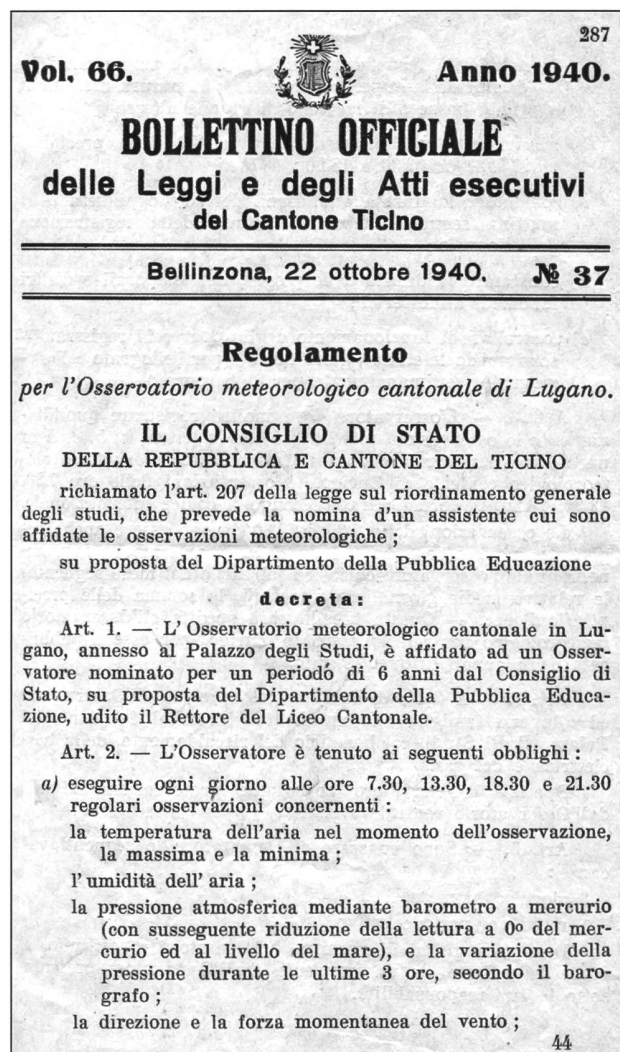 287
Vol. 66.
Anno 1940.
BOLLETTINO OFFICIALE
delle Leggi e degli Atti esecutivi
del Cantone Ticino
Bellinzona, 22 ottobre 1940. № 37
Regolamento
per l'Osservatorio meteorologico cantonale di Lugano.
IL CONSIGLIO DI STATO
DELLA REPUBBLICA E CANTONE DEL TICINO
richiamato l'art. 207 della legge sul riordinamento generale
degli studi, che prevede la nomina d'un assistente cui sono
affidate le osservazioni meteorologiche ;
su proposta del Dipartimento della Pubblica Educazione
decreta:
Art. 1. — L' Osservatorio meteorologico cantonale in Lu-
gano, annesso al Palazzo degli Studi, è affidato ad un Osser-
vatore nominato per un periodo di 6 anni dal Consiglio di
Stato, su proposta del Dipartimento della Pubblica Educa-
zione, udito il Rettore del Liceo Cantonale.
Art. 2. — L'Osservatore è tenuto ai seguenti obblighi :
a) eseguire ogni giorno alle ore 7.30, 13.30, 18.30 e 21.30
regolari osservazioni concernenti :
la temperatura dell'aria nel momento dell'osservazione,
la massima e la minima ;
l' umidità dell' aria ;
la pressione atmosferica mediante barometro a mercurio
(con susseguente riduzione della lettura a 0º del mer-
curio ed al livello del mare), e la variazione della
pressione durante le ultime 3 ore, secondo il baro-
grafo ;
la direzione e la forza momentanea del vento ;
44